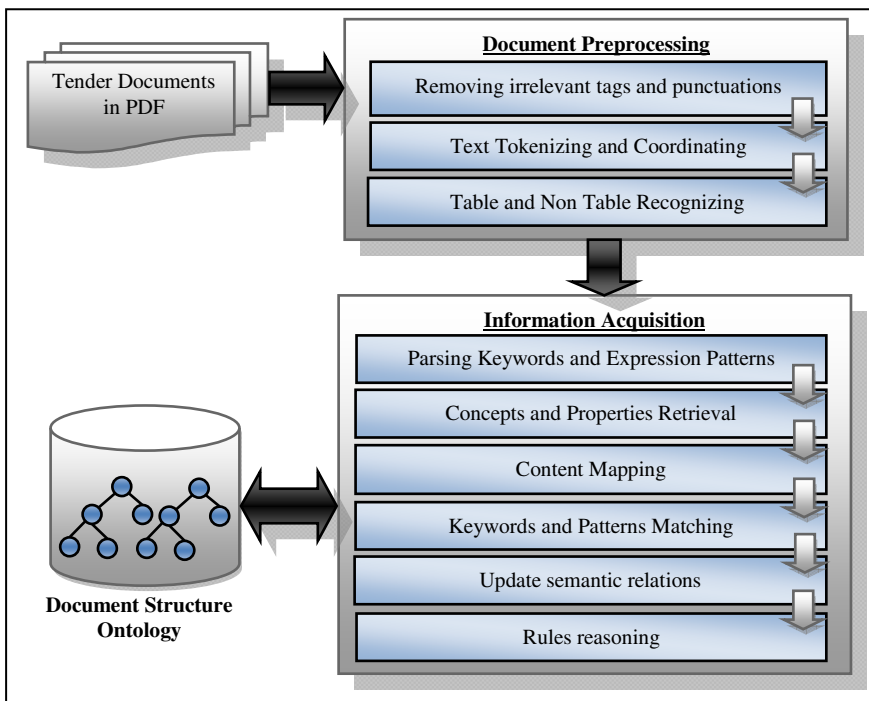 Tender Documents
in PDF
Document Preprocessing
Removing irrelevant tags and punctuations
Text Tokenizing and Coordinating
Table and Non Table Recognizing
Information Acquisition
Parsing Keywords and Expression Patterns
Concepts and Properties Retrieval
Content Mapping
Keywords and Patterns Matching
Update semantic relations
Rules reasoning
Document Structure
Ontology